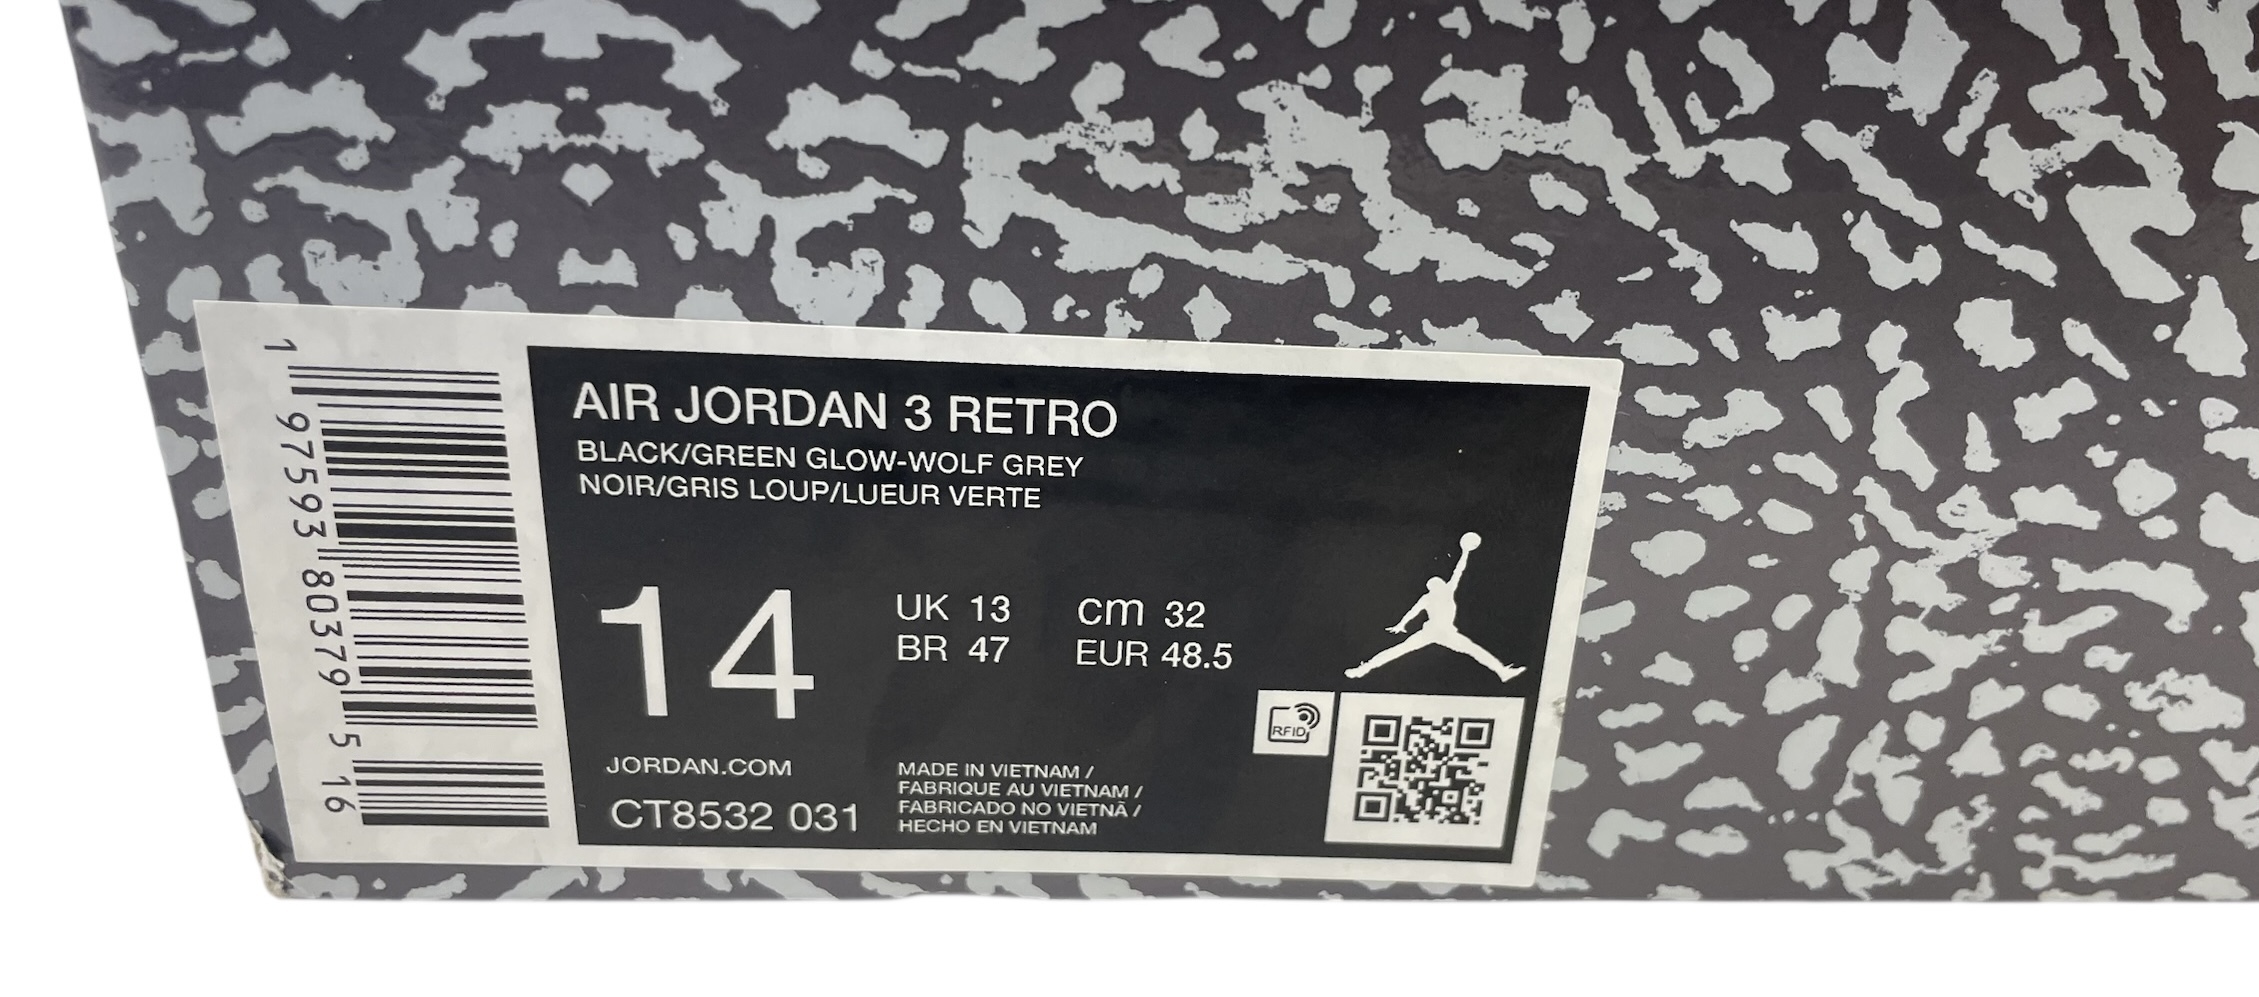 AIR JORDAN 3 RETRO
BLACK/GREEN GLOW-WOLF GREY
NOIR/GRIS LOUP/LUEUR VERTE
14
UK 13 cm 32
BR 47 EUR 48.5
RFID
JORDAN.COM
CT8532 031
MADE IN VIETNAM /
FABRIQUE AU VIETNAM /
FABRICADO NO VIETNÃ /
HECHO EN VIETNAM
1 97593 80379 5 16